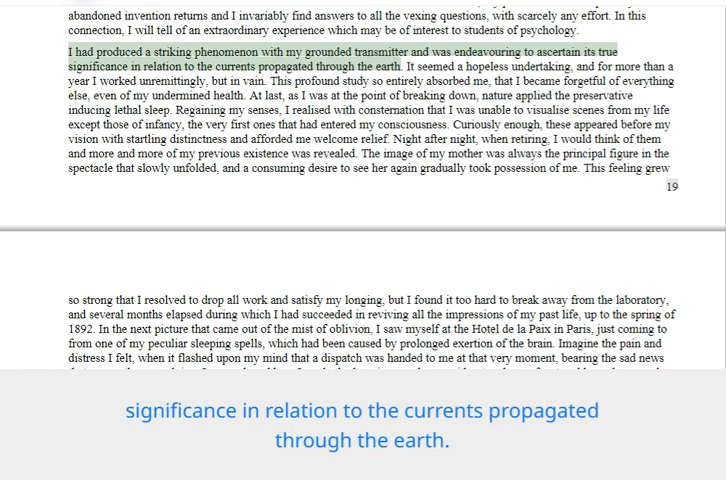 abandoned invention returns and I invariably find answers to all the vexing questions, with scarcely any effort. In this
connection, I will tell of an extraordinary experience which may be of interest to students of psychology.
I had produced a striking phenomenon with my grounded transmitter and was endeavouring to ascertain its true
significance in relation to the currents propagated through the earth. It seemed a hopeless undertaking, and for more than a
year I worked unremittingly, but in vain. This profound study so entirely absorbed me, that I became forgetful of everything
else, even of my undermined health. At last, as I was at the point of breaking down, nature applied the preservative
inducing lethal sleep. Regaining my senses, I realised with consternation that I was unable to visualise scenes from my life
except those of infancy, the very first ones that had entered my consciousness. Curiously enough, these appeared before my
vision with startling distinctness and afforded me welcome relief. Night after night, when retiring, I would think of them
and more and more of my previous existence was revealed. The image of my mother was always the principal figure in the
spectacle that slowly unfolded, and a consuming desire to see her again gradually took possession of me. This feeling grew
19
so strong that I resolved to drop all work and satisfy my longing, but I found it too hard to break away from the laboratory,
and several months elapsed during which I had succeeded in reviving all the impressions of my past life, up to the spring of
1892. In the next picture that came out of the mist of oblivion, I saw myself at the Hotel de la Paix in Paris, just coming to
from one of my peculiar sleeping spells, which had been caused by prolonged exertion of the brain. Imagine the pain and
distress I felt, when it flashed upon my mind that a dispatch was handed to me at that very moment, bearing the sad news
significance in relation to the currents propagated
through the earth.